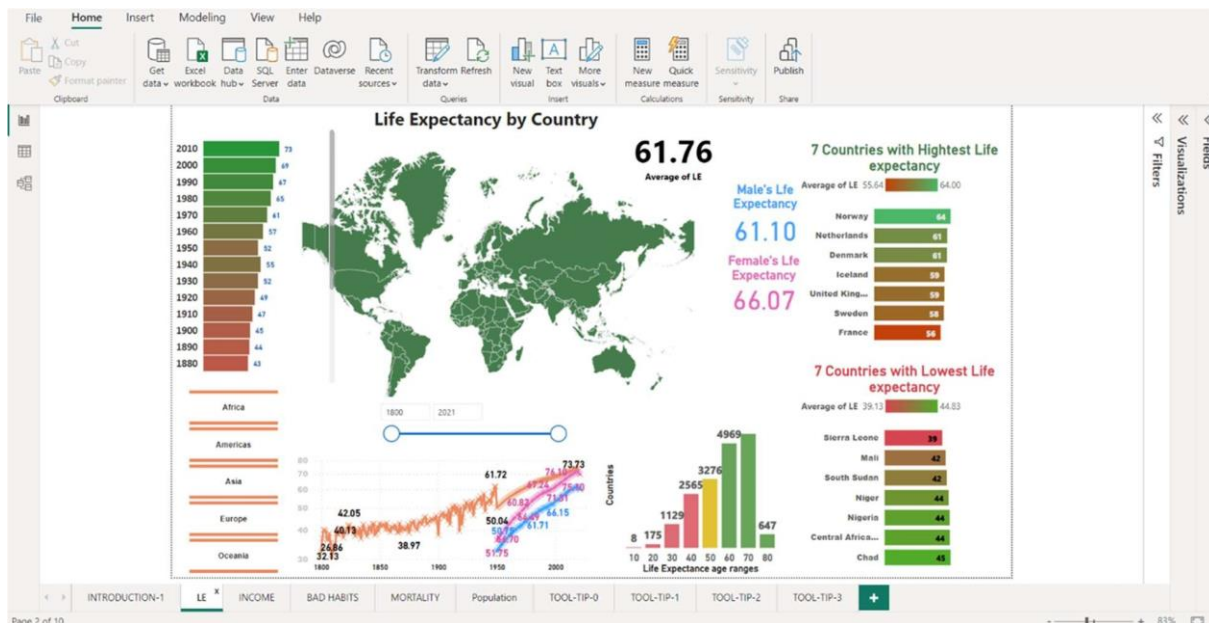 File Home Insert Modeling View Help
Paste
Cut
Copy
Format painter
Clipboard
Get data
Excel workbook
Data hub
SQL Server
Enter data
Dataverse
Recent sources
Data
Transform data
Refresh
Queries
New visual
Text box
More visuals
Insert
New measure
Quick measure
Calculations
Sensitivity
Sensitivity
Publish
Share
Life Expectancy by Country
2010 73
2000 69
1990 67
1980 65
1970 61
1960 57
1950 52
1940 55
1930 52
1920 49
1910 47
1900 45
1890 44
1880 43
61.76
Average of LE
Male's Lfe
Expectancy
61.10
Female's Lfe
Expectancy
66.07
7 Countries with Hightest Life
expectancy
Average of LE 55.64 64.00
Norway 64
Netherlands 61
Denmark 61
Iceland 59
United King... 59
Sweden 58
France 56
7 Countries with Lowest Life
expectancy
Average of LE 39.13 44.83
Sierra Leone 39
Mali 42
South Sudan 42
Niger 44
Nigeria 44
Central Africa... 44
Chad 45
Africa
Americas
Asia
Europe
Oceania
1800 2021
80
70
60
50
40
30
61.72
73.73
76.10
67.24
75.60
60.82
71.31
42.05
50.04
66.15
40.13
61.71
26.86
38.97
32.13
51.75
1800 1850 1900 1950 2000
Countries
8 175 1129 2565 3276 4969 647
10 20 30 40 50 60 70 80
Life Expectance age ranges
Filters
Visualizations
Fields
INTRODUCTION-1 LE x INCOME BAD HABITS MORTALITY Population TOOL-TIP-0 TOOL-TIP-1 TOOL-TIP-2 TOOL-TIP-3 +
Page 2 of 10
- + 83%